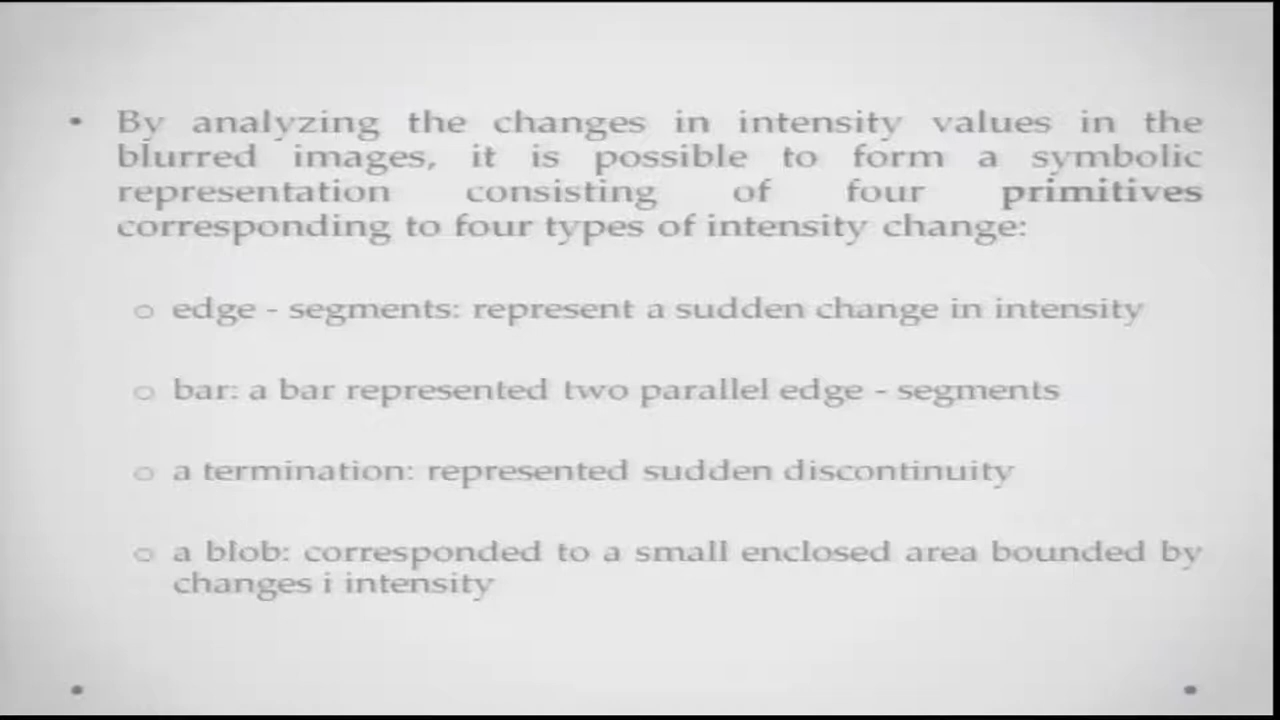 • By analyzing the changes in intensity values in the
blurred images, it is possible to form a symbolic
representation consisting of four primitives
corresponding to four types of intensity change:
o edge - segments: represent a sudden change in intensity
o bar: a bar represented two parallel edge - segments
o a termination: represented sudden discontinuity
o a blob: corresponded to a small enclosed area bounded by
changes i intensity